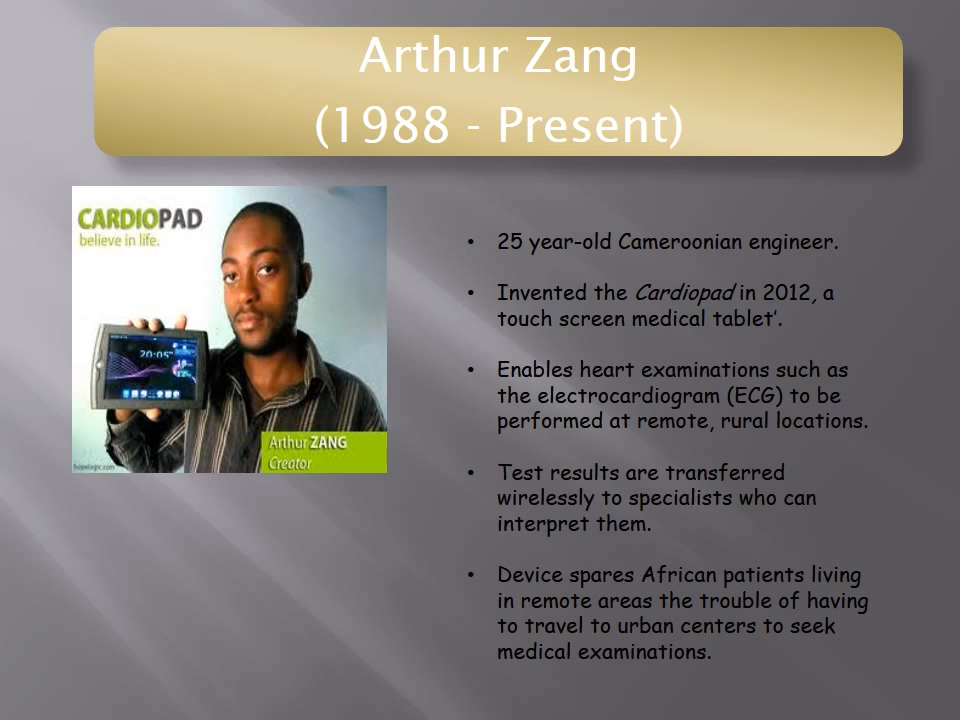 Arthur Zang
(1988 - Present)
CARDIOPAD
believe in life.
20:05
Arthur ZANG
Creator
• 25 year-old Cameroonian engineer.
• Invented the Cardiopad in 2012, a
touch screen medical tablet’.
• Enables heart examinations such as
the electrocardiogram (ECG) to be
performed at remote, rural locations.
• Test results are transferred
wirelessly to specialists who can
interpret them.
• Device spares African patients living
in remote areas the trouble of having
to travel to urban centers to seek
medical examinations.